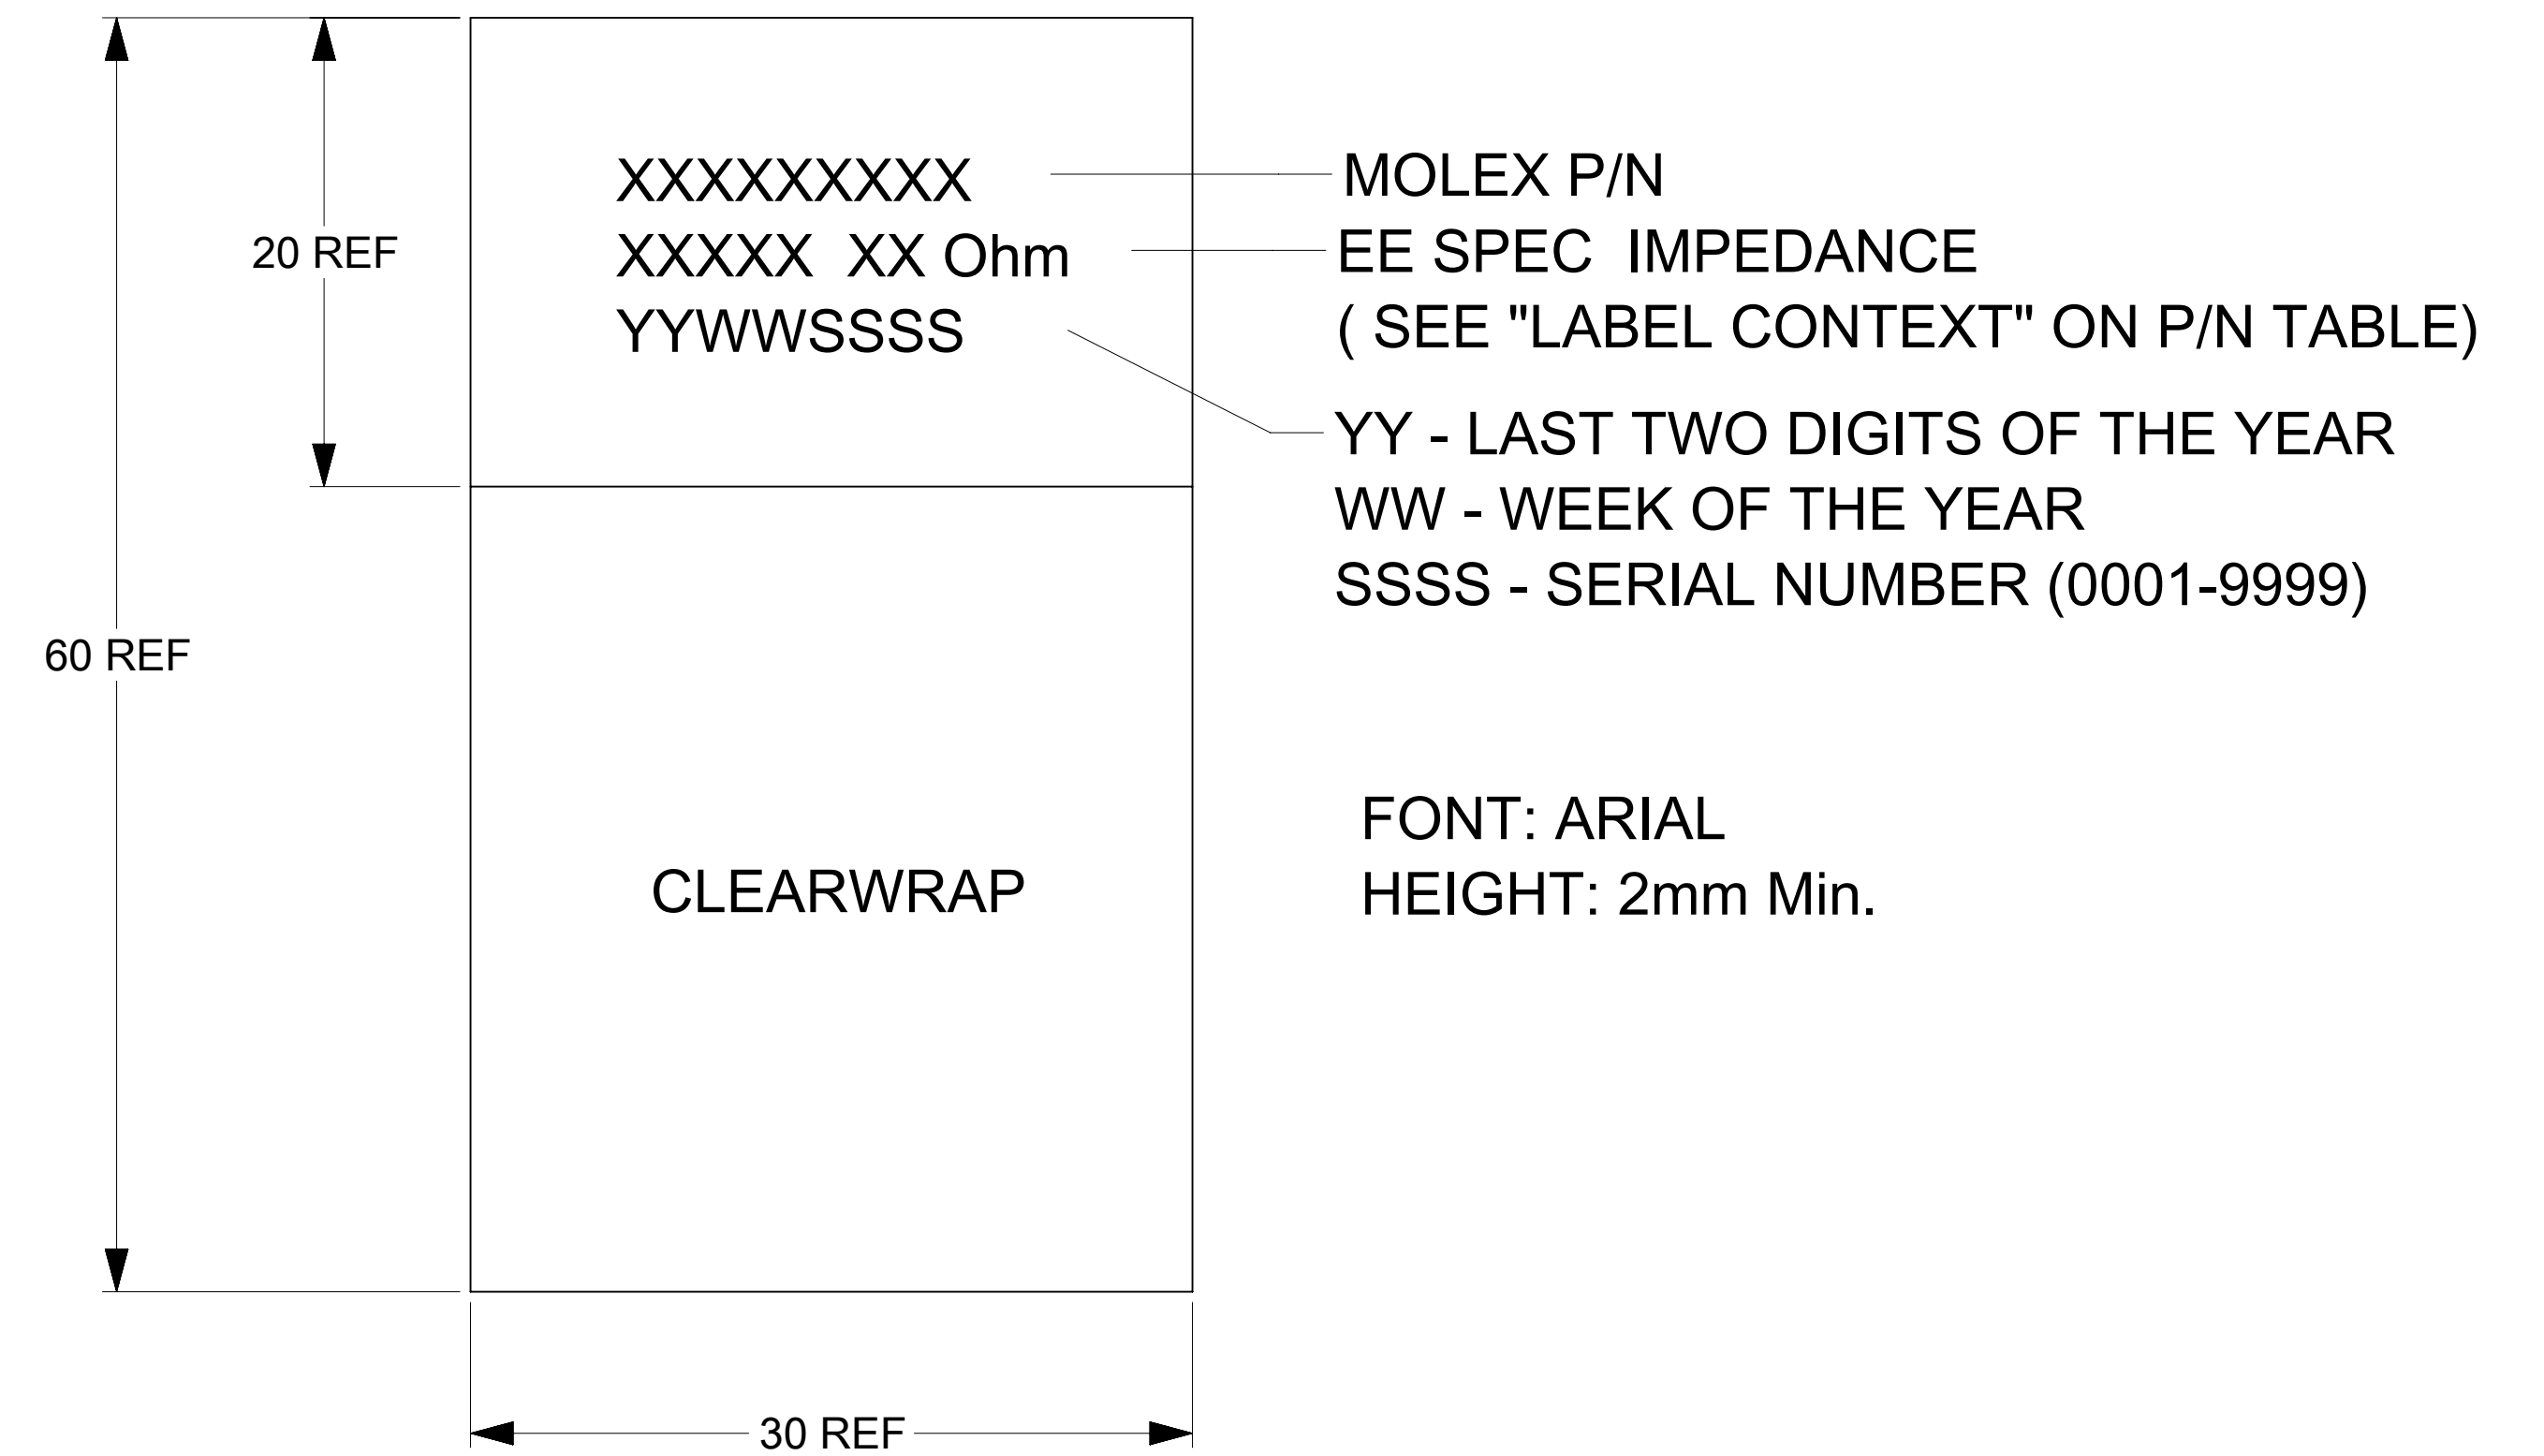 XXXXXXXXX
XXXXX  XX Ohm
YYWWSSSS
MOLEX P/N
EE SPEC  IMPEDANCE
( SEE "LABEL CONTEXT" ON P/N TABLE)
YY - LAST TWO DIGITS OF THE YEAR
WW - WEEK OF THE YEAR
SSSS - SERIAL NUMBER (0001-9999)
20 REF
60 REF
CLEARWRAP
FONT: ARIAL
HEIGHT: 2mm Min.
30 REF